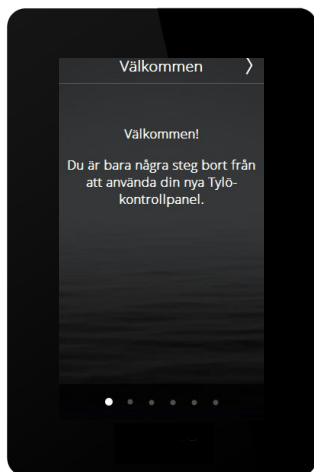 Välkommen 〉
Välkommen!
Du är bara några steg bort från
att använda din nya Tylö-
kontrollpanel.